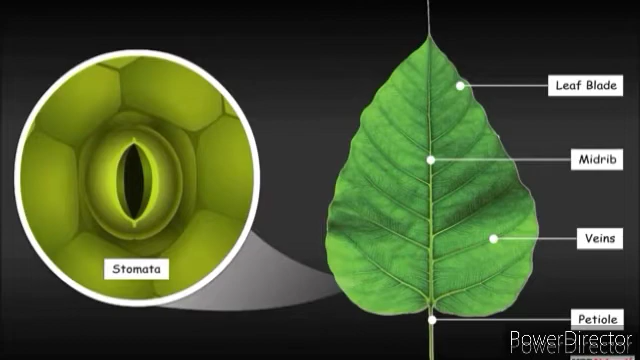 Leaf Blade
Midrib
Veins
Stomata
Petiole
PowerDirector